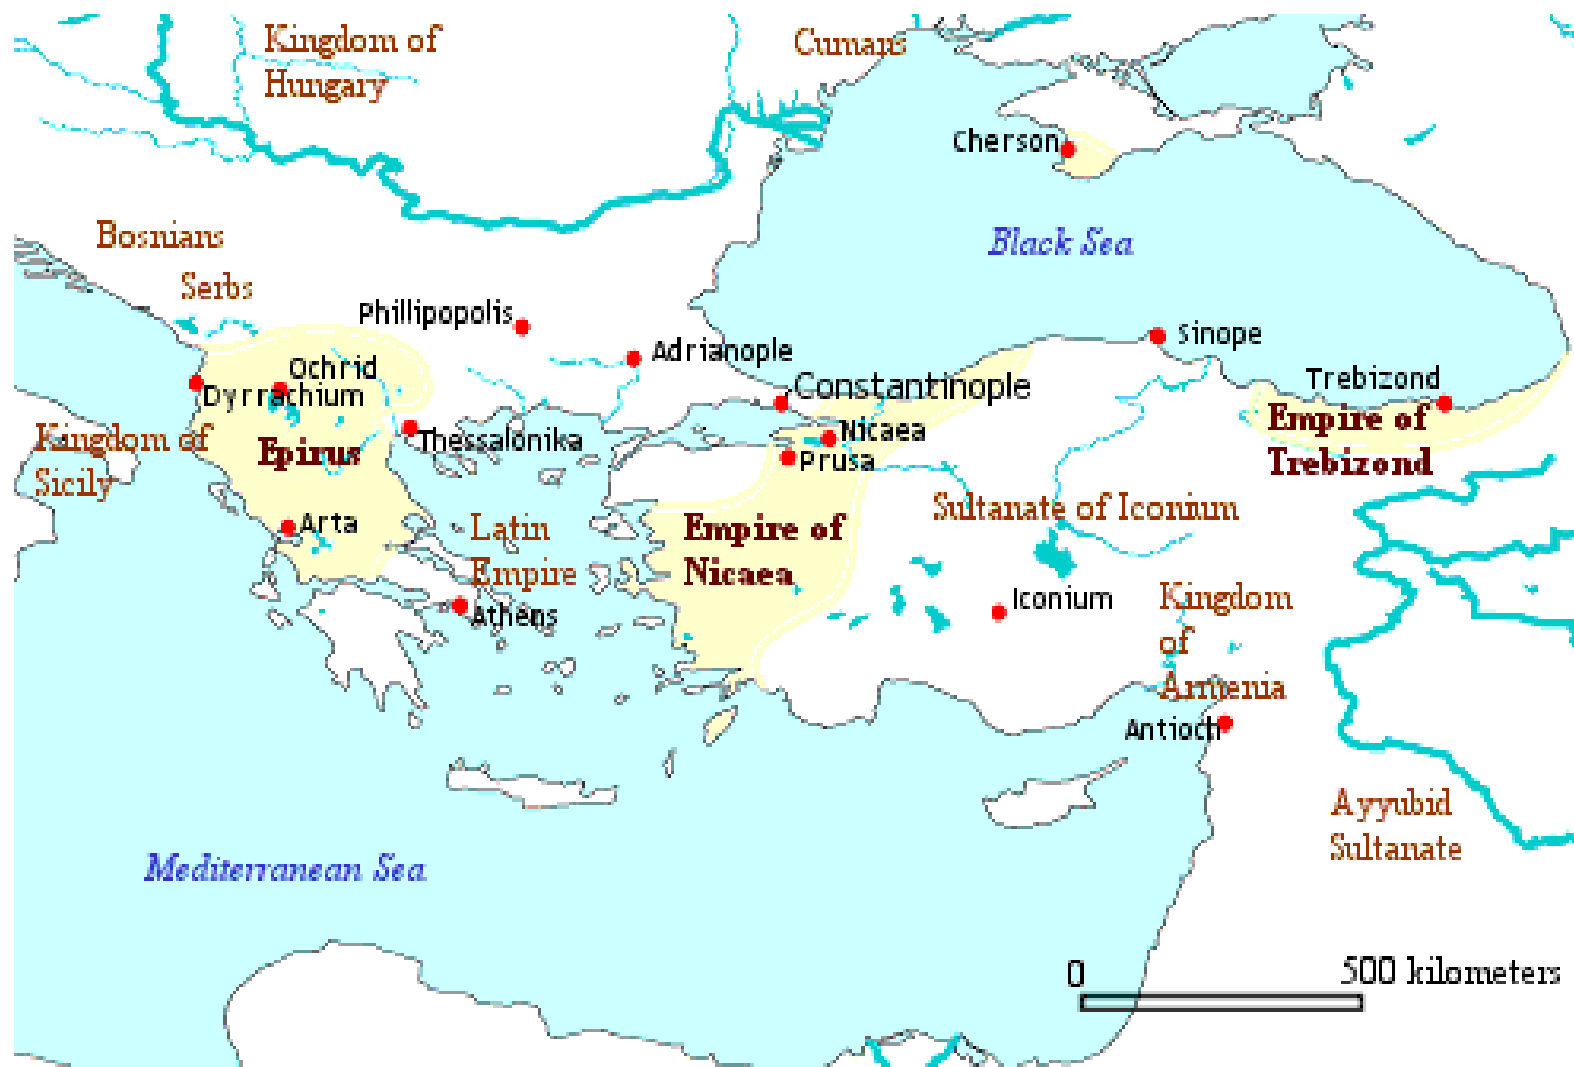 Kingdom of
Hungary
Cumans
Cherson
Bosnians
Black Sea
Serbs
Phillipopolis
Sinope
Adrianople
Ochrid
Dyrrachium
Constantinople
Trebizond
Empire of
Trebizond
Kingdom of
Sicily
Epirus
Thessalonika
Nicaea
Prusa
Sultanate of Iconium
Arta
Latin
Empire
Empire of
Nicaea
Athens
Iconium
Kingdom
of
Armenia
Antioch
Ayyubid
Sultanate
Mediterranean Sea
0 500 kilometers